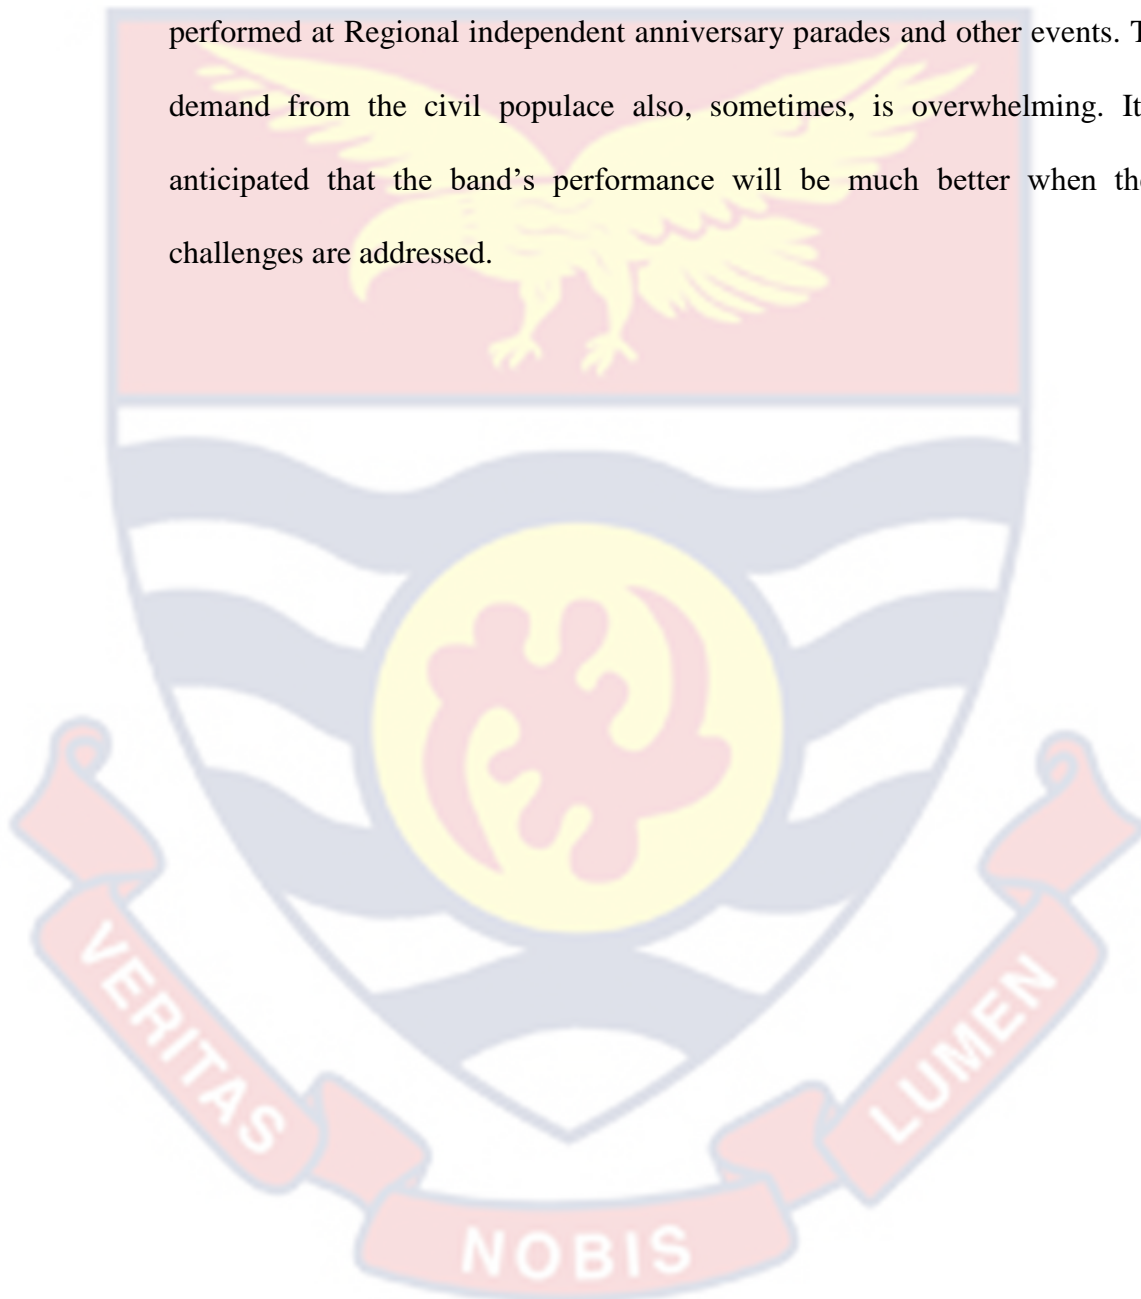 performed at Regional independent anniversary parades and other events. T
demand from the civil populace also, sometimes, is overwhelming. It
anticipated that the band’s performance will be much better when the
challenges are addressed.
VERITAS
NOBIS
LUMEN